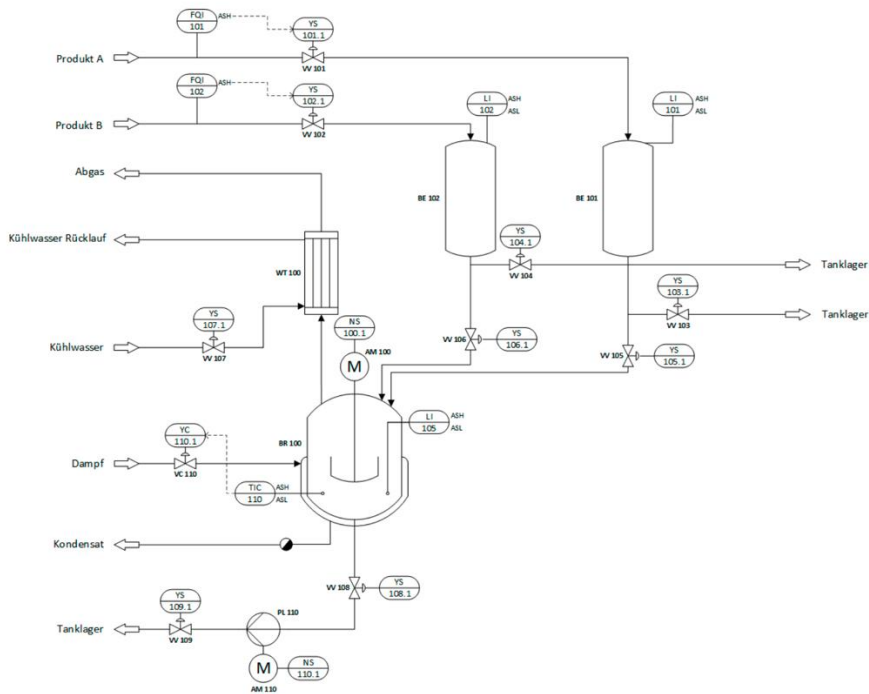 FQI ASH
101
YS
101.1
Produkt A
VV 101
FQI ASH
102
YS
102.1
Produkt B
VV 102
LI ASH
102 ASL
LI ASH
101 ASL
Abgas
BE 102
BE 101
Kühlwasser Rücklauf
YS
104.1
VV 104
Tanklager
WT 100
YS
103.1
VV 103
Tanklager
YS
107.1
VV 107
Kühlwasser
NS
100.1
AM 100
M
VV 106
YS
106.1
VV 105
YS
105.1
LI ASH
105 ASL
BR 100
YC
110.1
Dampf
VC 110
TIC ASH
110 ASL
Kondensat
VV 108
YS
108.1
YS
109.1
PL 110
Tanklager
VV 109
M
NS
110.1
AM 110